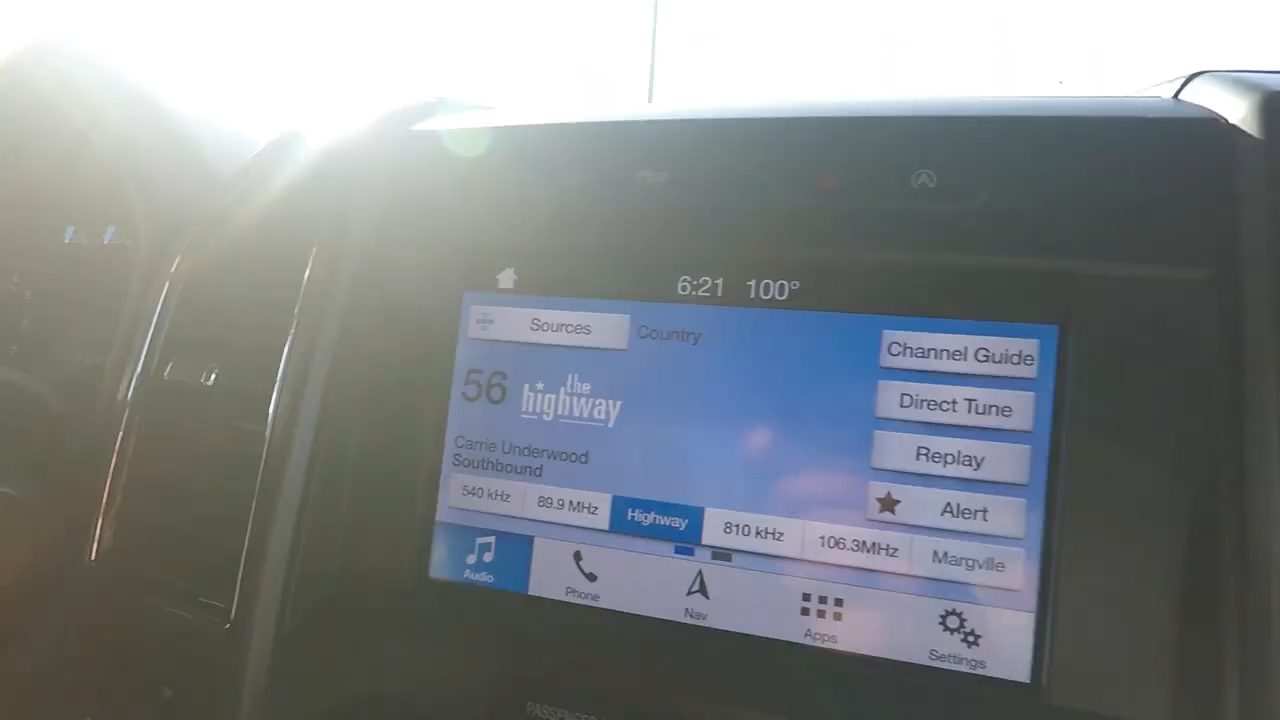 6:21 100°
Sources Country
Channel Guide
56 the highway
Direct Tune
Carrie Underwood
Southbound
Replay
Alert
540 kHz 89.9 MHz Highway 810 kHz 106.3MHz Margvlle
Audio Phone Nav Apps Settings
PASSENGER